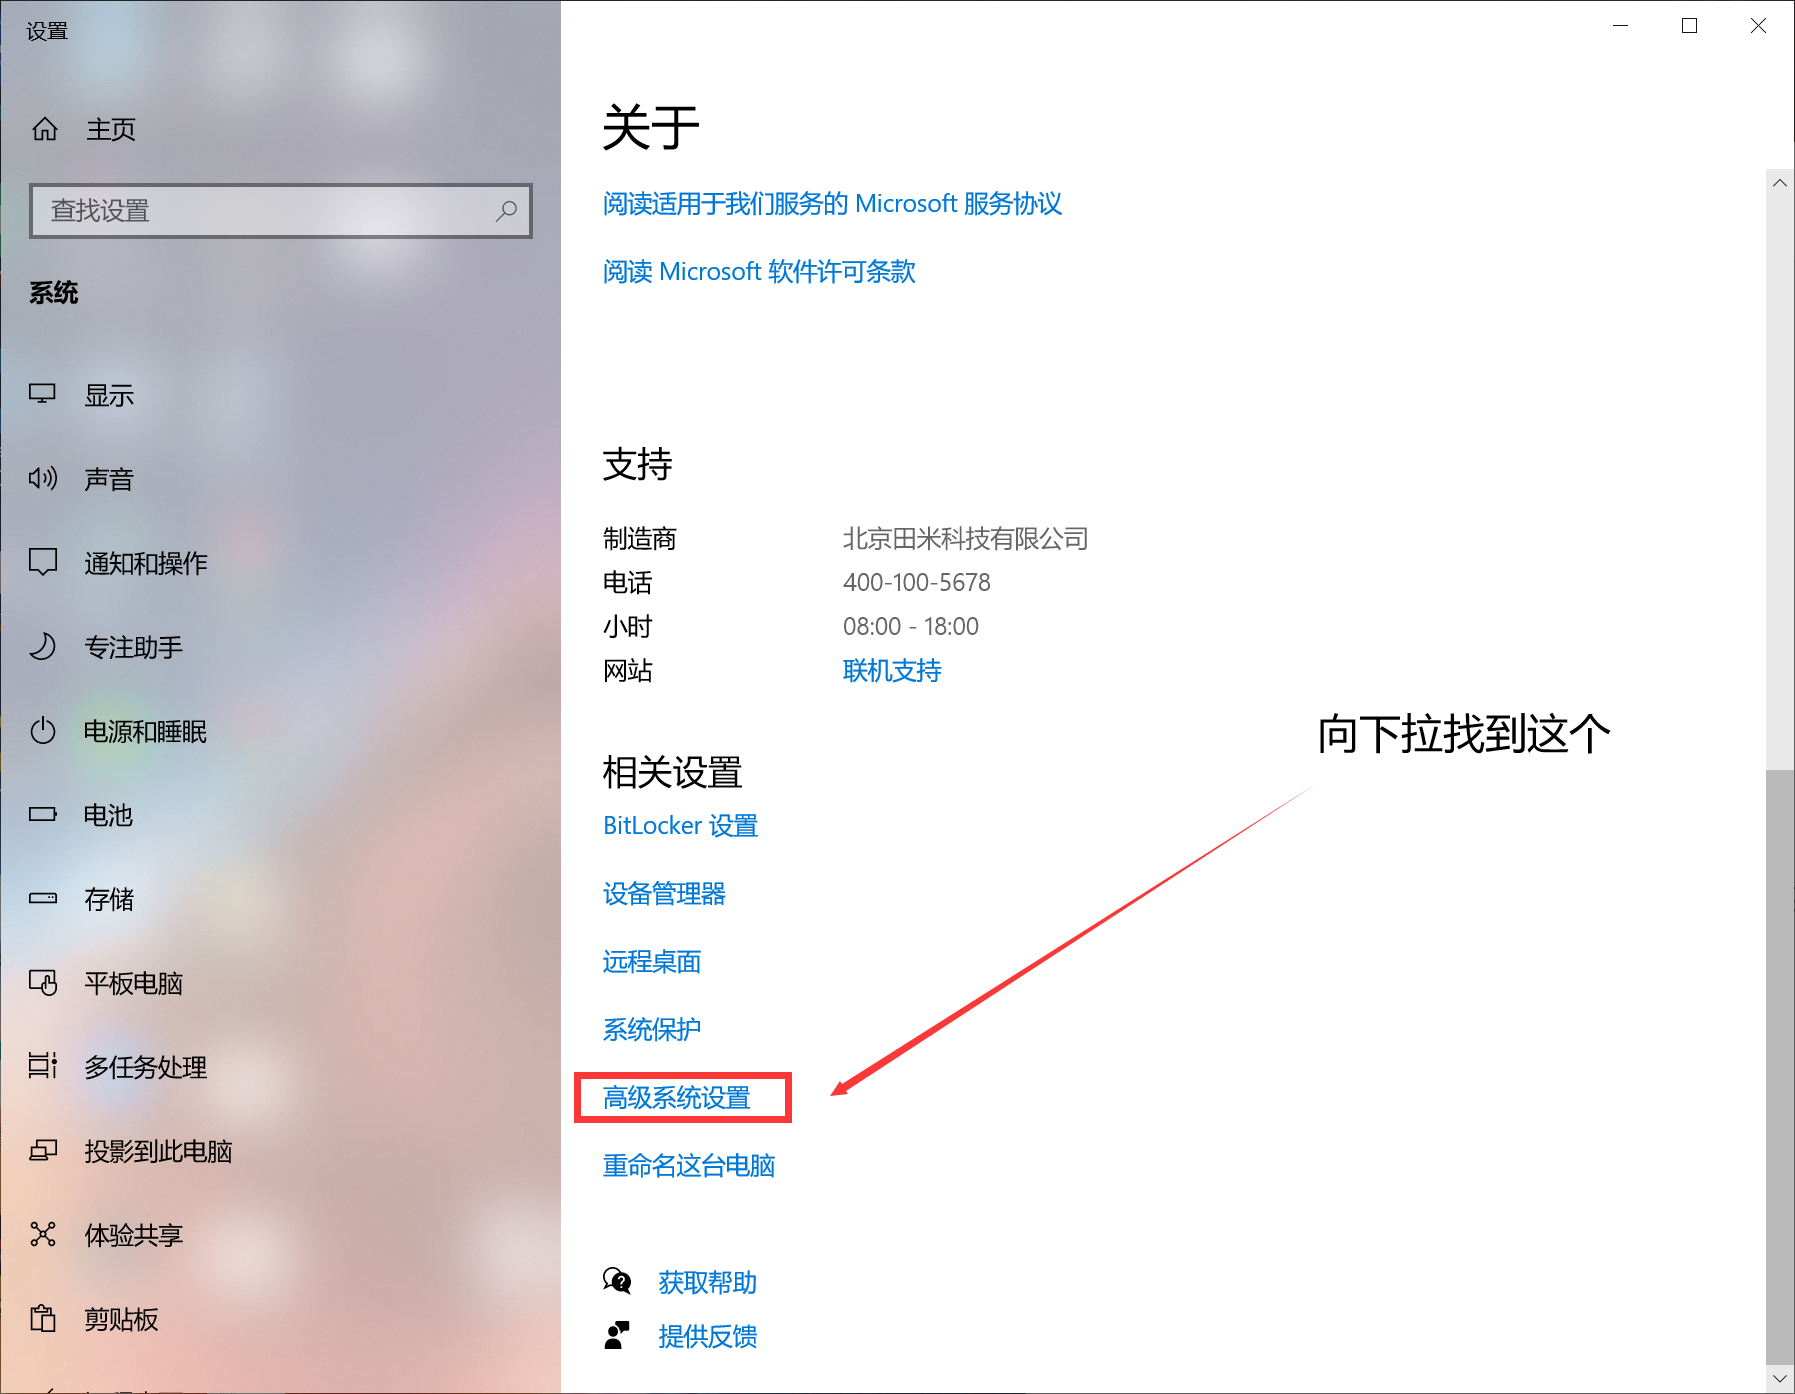 设置
主页
查找设置
系统
显示
声音
通知和操作
专注助手
电源和睡眠
电池
存储
平板电脑
多任务处理
投影到此电脑
体验共享
剪贴板
关于
阅读适用于我们服务的 Microsoft 服务协议
阅读 Microsoft 软件许可条款
支持
制造商 北京田米科技有限公司
电话 400-100-5678
小时 08:00 - 18:00
网站 联机支持
向下拉找到这个
相关设置
BitLocker 设置
设备管理器
远程桌面
系统保护
高级系统设置
重命名这台电脑
获取帮助
提供反馈